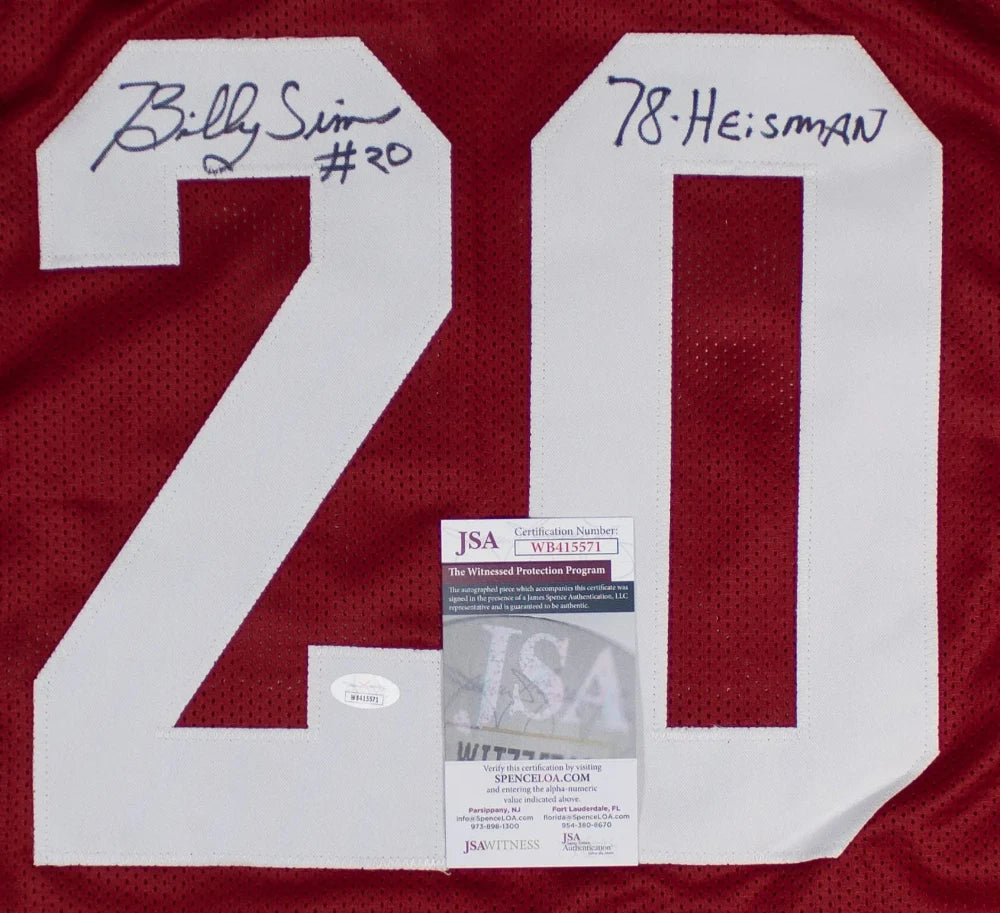 Billy Sims
#20
78·HEiSMAN
20
JSA
Certification Number:
WB415571
The Witnessed Protection Program
The autographed piece which accompanies this certificate was
signed in the presence of a James Spence Authentication, LLC
representative and is guaranteed to be authentic.
JSA
Verify this certification by visiting
SPENCELOA.COM
and entering the alpha-numeric
value indicated above.
Parsippany, NJ
info@SpenceLOA.com
973-898-1300
Fort Lauderdale, FL
florida@SpenceLOA.com
954-380-8670
JSAWITNESS
JSA
Authentication
WB415571